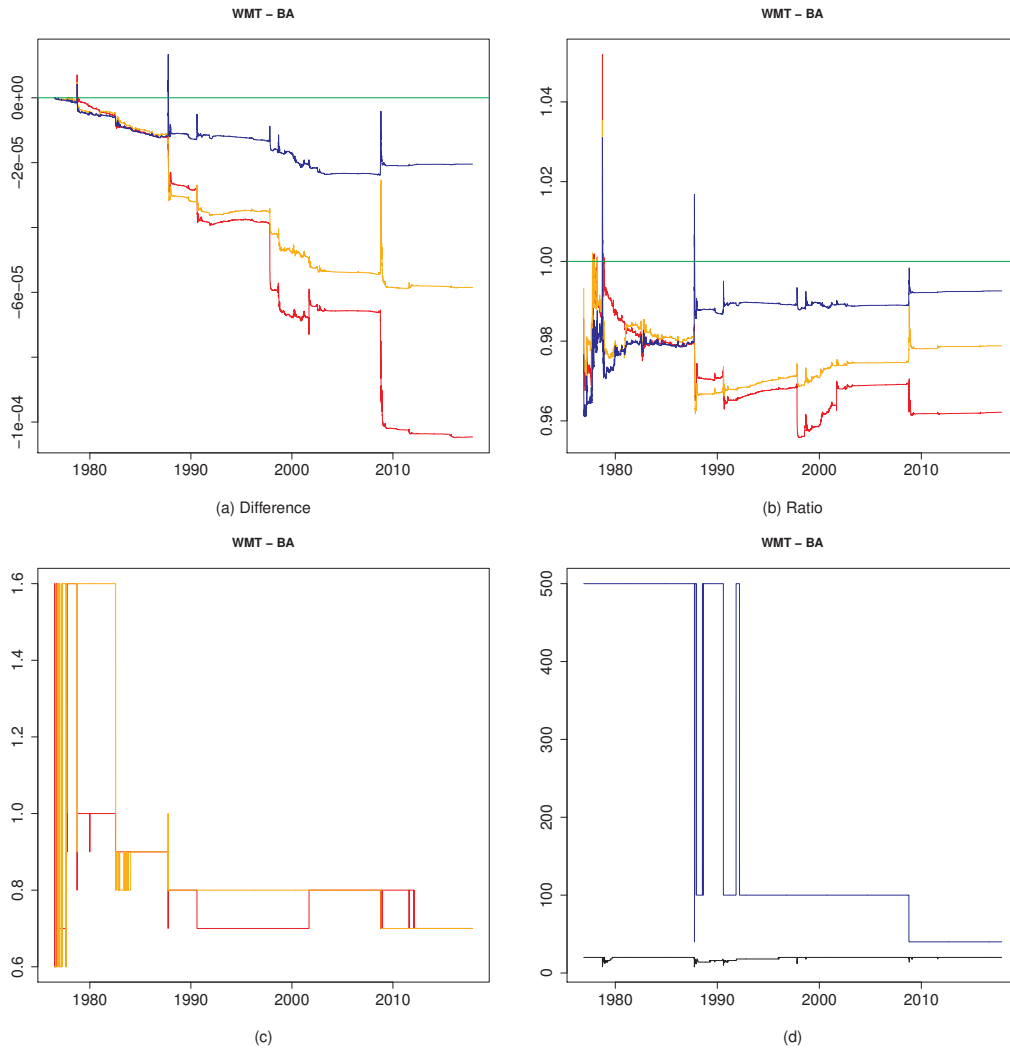 WMT − BA
0e+00
−2e−05
−6e−05
−1e−04
1980 1990 2000 2010
(a) Difference
WMT − BA
1.04
1.02
1.00
0.98
0.96
1980 1990 2000 2010
(b) Ratio
WMT − BA
1.6
1.4
1.2
1.0
0.8
0.6
1980 1990 2000 2010
(c)
WMT − BA
500
400
300
200
100
0
1980 1990 2000 2010
(d)